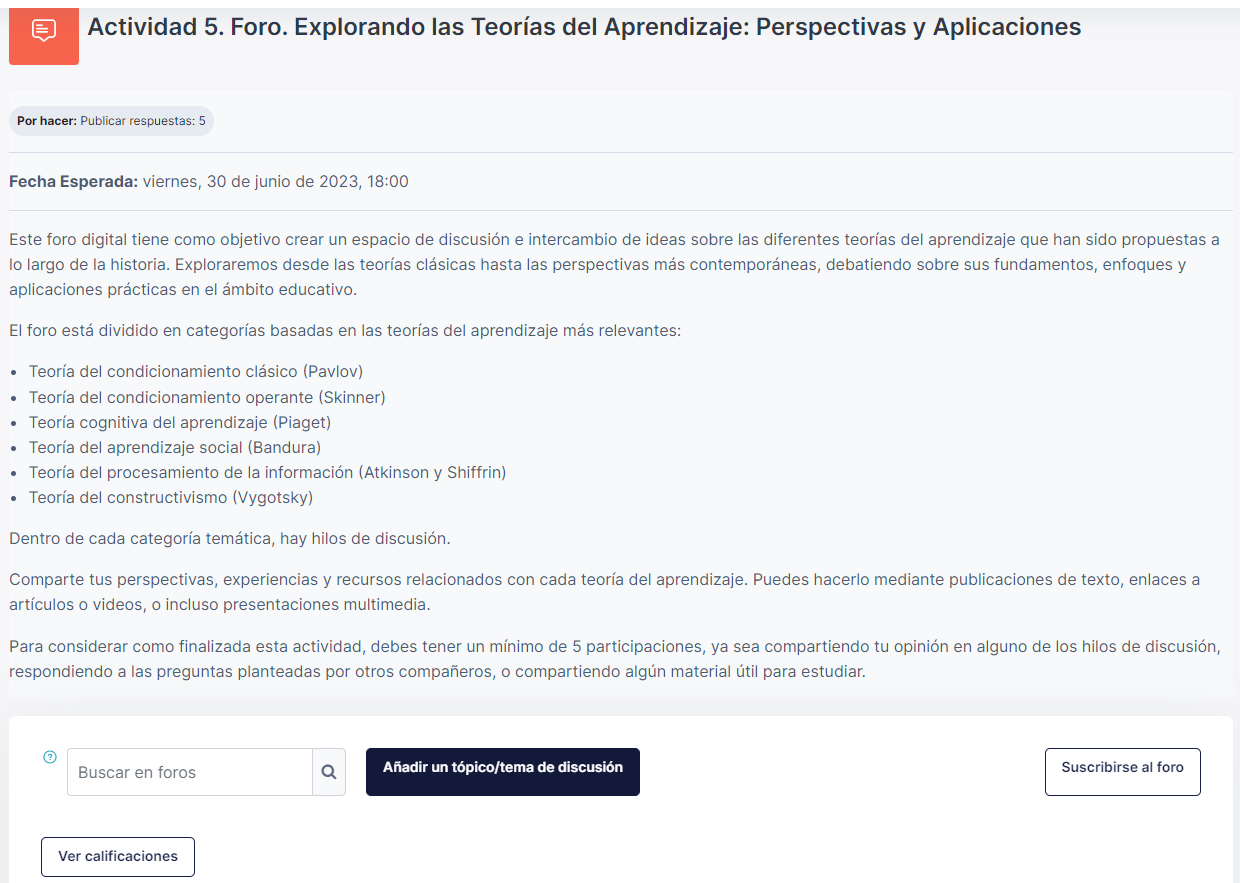 Actividad 5. Foro. Explorando las Teorías del Aprendizaje: Perspectivas y Aplicaciones
Por hacer: Publicar respuestas: 5
Fecha Esperada: viernes, 30 de junio de 2023, 18:00
Este foro digital tiene como objetivo crear un espacio de discusión e intercambio de ideas sobre las diferentes teorías del aprendizaje que han sido propuestas a
lo largo de la historia. Exploraremos desde las teorías clásicas hasta las perspectivas más contemporáneas, debatiendo sobre sus fundamentos, enfoques y
aplicaciones prácticas en el ámbito educativo.
El foro está dividido en categorías basadas en las teorías del aprendizaje más relevantes:
• Teoría del condicionamiento clásico (Pavlov)
• Teoría del condicionamiento operante (Skinner)
• Teoría cognitiva del aprendizaje (Piaget)
• Teoría del aprendizaje social (Bandura)
• Teoría del procesamiento de la información (Atkinson y Shiffrin)
• Teoría del constructivismo (Vygotsky)
Dentro de cada categoría temática, hay hilos de discusión.
Comparte tus perspectivas, experiencias y recursos relacionados con cada teoría del aprendizaje. Puedes hacerlo mediante publicaciones de texto, enlaces a
artículos o videos, o incluso presentaciones multimedia.
Para considerar como finalizada esta actividad, debes tener un mínimo de 5 participaciones, ya sea compartiendo tu opinión en alguno de los hilos de discusión,
respondiendo a las preguntas planteadas por otros compañeros, o compartiendo algún material útil para estudiar.
? Buscar en foros Añadir un tópico/tema de discusión Suscribirse al foro
Ver calificaciones